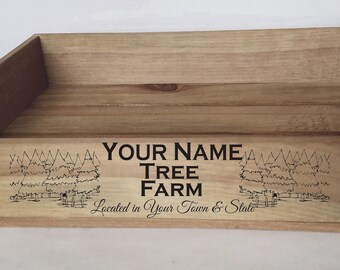 YOUR NAME
TREE
FARM
Located in Your Town & State